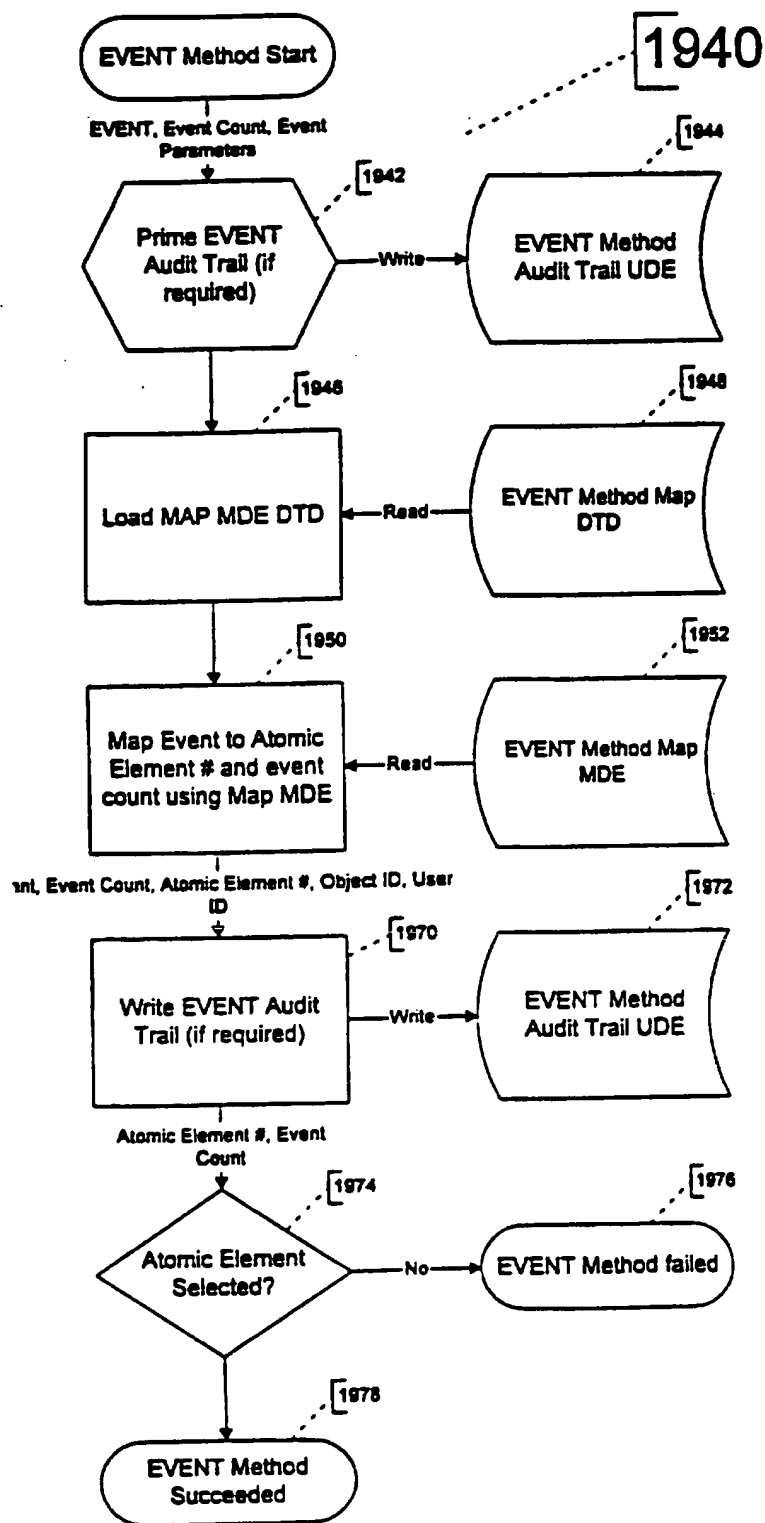 EVENT Method Start
1940
EVENT, Event Count, Event
Parameters
1942
1944
Prime EVENT
Audit Trail (if
required)
Write
EVENT Method
Audit Trail UDE
1946
1948
Load MAP MDE DTD
Read
EVENT Method Map
DTD
1950
1952
Map Event to Atomic
Element # and event
count using Map MDE
Read
EVENT Method Map
MDE
Event Count, Atomic Element #, Object ID, User
ID
1970
1972
Write EVENT Audit
Trail (if required)
Write
EVENT Method
Audit Trail UDE
Atomic Element #, Event
Count
1974
1976
Atomic Element
Selected?
No
EVENT Method failed
1978
EVENT Method
Succeeded